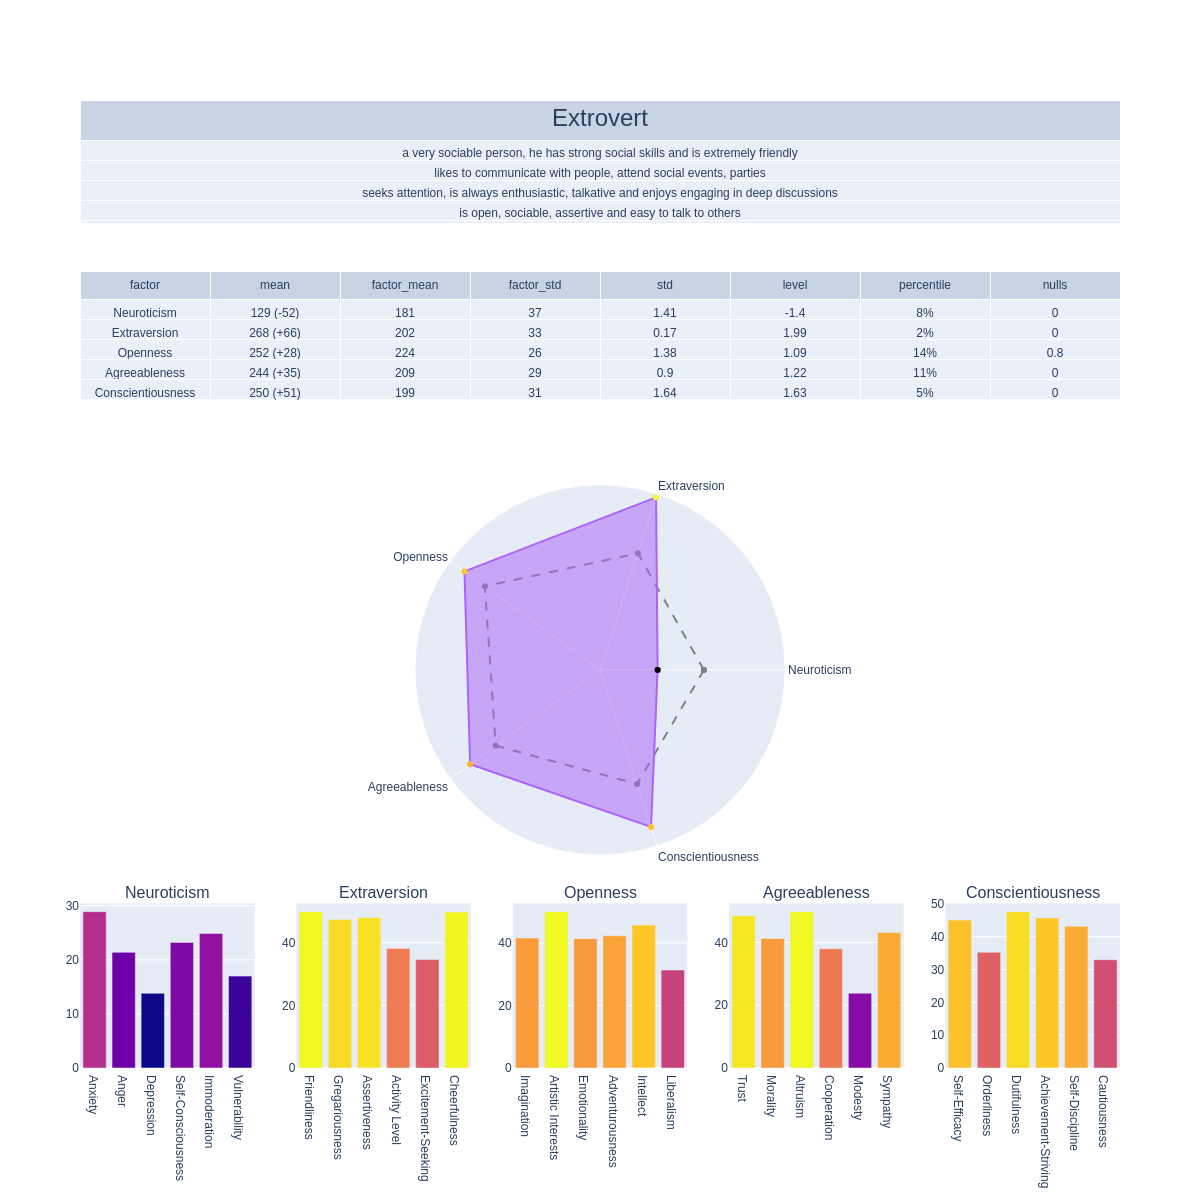 Extrovert
a very sociable person, he has strong social skills and is extremely friendly
likes to communicate with people, attend social events, parties
seeks attention, is always enthusiastic, talkative and enjoys engaging in deep discussions
is open, sociable, assertive and easy to talk to others
factor mean factor_mean factor_std std level percentile nulls
Neuroticism 129 (-52) 181 37 1.41 -1.4 8% 0
Extraversion 268 (+66) 202 33 0.17 1.99 2% 0
Openness 252 (+28) 224 26 1.38 1.09 14% 0.8
Agreeableness 244 (+35) 209 29 0.9 1.22 11% 0
Conscientiousness 250 (+51) 199 31 1.64 1.63 5% 0
Extraversion
Openness
Neuroticism
Agreeableness
Conscientiousness
Neuroticism
30
20
10
0
Anxiety
Anger
Depression
Self-Consciousness
Immoderation
Vulnerability
Extraversion
40
20
0
Friendliness
Gregariousness
Assertiveness
Activity Level
Excitement-Seeking
Cheerfulness
Openness
40
20
0
Imagination
Artistic Interests
Emotionality
Adventurousness
Intellect
Liberalism
Agreeableness
40
20
0
Trust
Morality
Altruism
Cooperation
Modesty
Sympathy
Conscientiousness
50
40
30
20
10
0
Self-Efficacy
Orderliness
Dutifulness
Achievement-Striving
Self-Discipline
Cautiousness